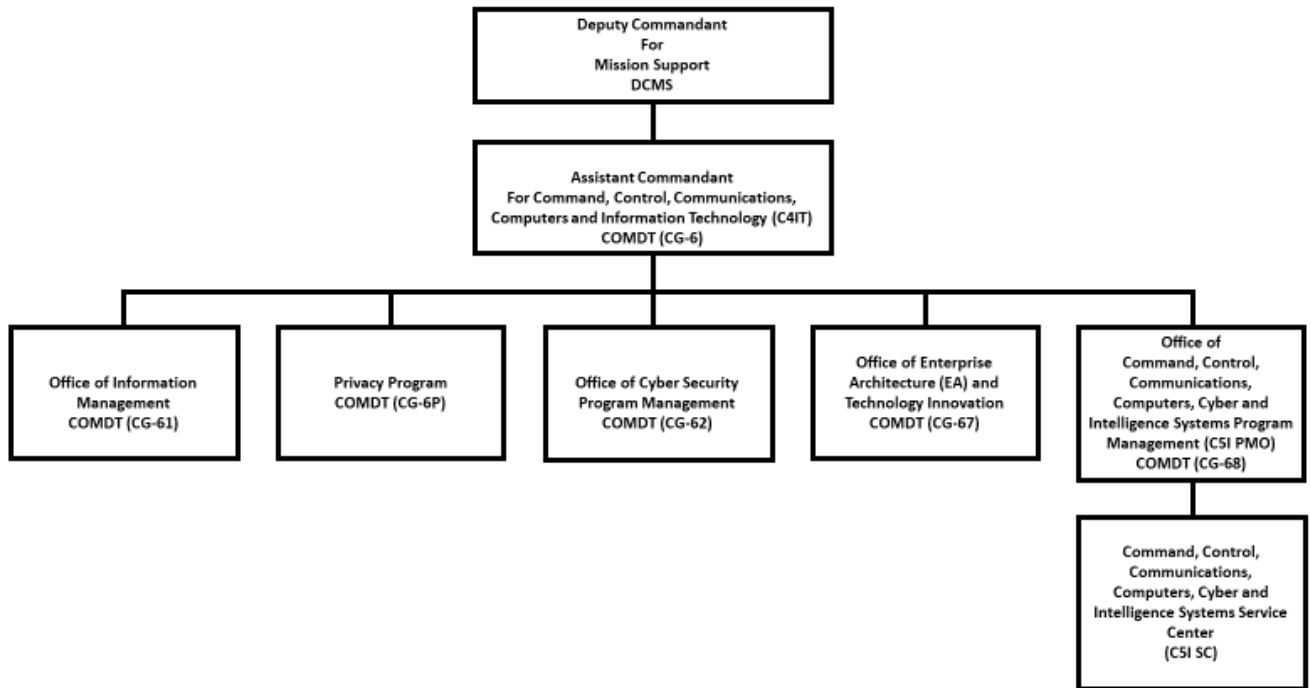 Deputy Commandant
For
Mission Support
DCMS
Assistant Commandant
For Command, Control, Communications,
Computers and Information Technology (C4IT)
COMDT (CG-6)
Office of Information
Management
COMDT (CG-61)
Privacy Program
COMDT (CG-6P)
Office of Cyber Security
Program Management
COMDT (CG-62)
Office of Enterprise
Architecture (EA) and
Technology Innovation
COMDT (CG-67)
Office of
Command, Control,
Communications,
Computers, Cyber and
Intelligence Systems Program
Management (C5I PMO)
COMDT (CG-68)
Command, Control,
Communications,
Computers, Cyber and
Intelligence Systems Service
Center
(C5I SC)